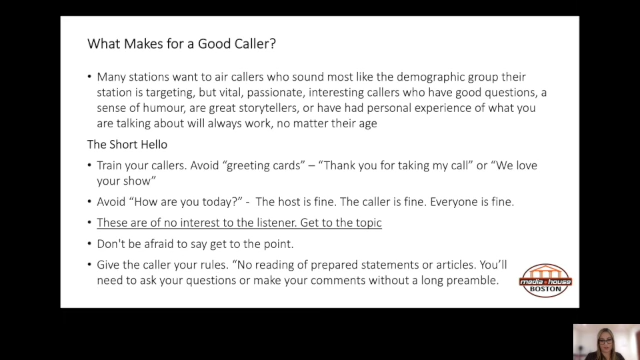 What Makes for a Good Caller?
• Many stations want to air callers who sound most like the demographic group their
station is targeting, but vital, passionate, interesting callers who have good questions, a
sense of humour, are great storytellers, or have had personal experience of what you
are talking about will always work, no matter their age
The Short Hello
• Train your callers. Avoid “greeting cards” – “Thank you for taking my call” or “We love
your show”
• Avoid “How are you today?” - The host is fine. The caller is fine. Everyone is fine.
• These are of no interest to the listener. Get to the topic
• Don't be afraid to say get to the point.
• Give the caller your rules. “No reading of prepared statements or articles. You’ll
need to ask your questions or make your comments without a long preamble.
media house
BOSTON